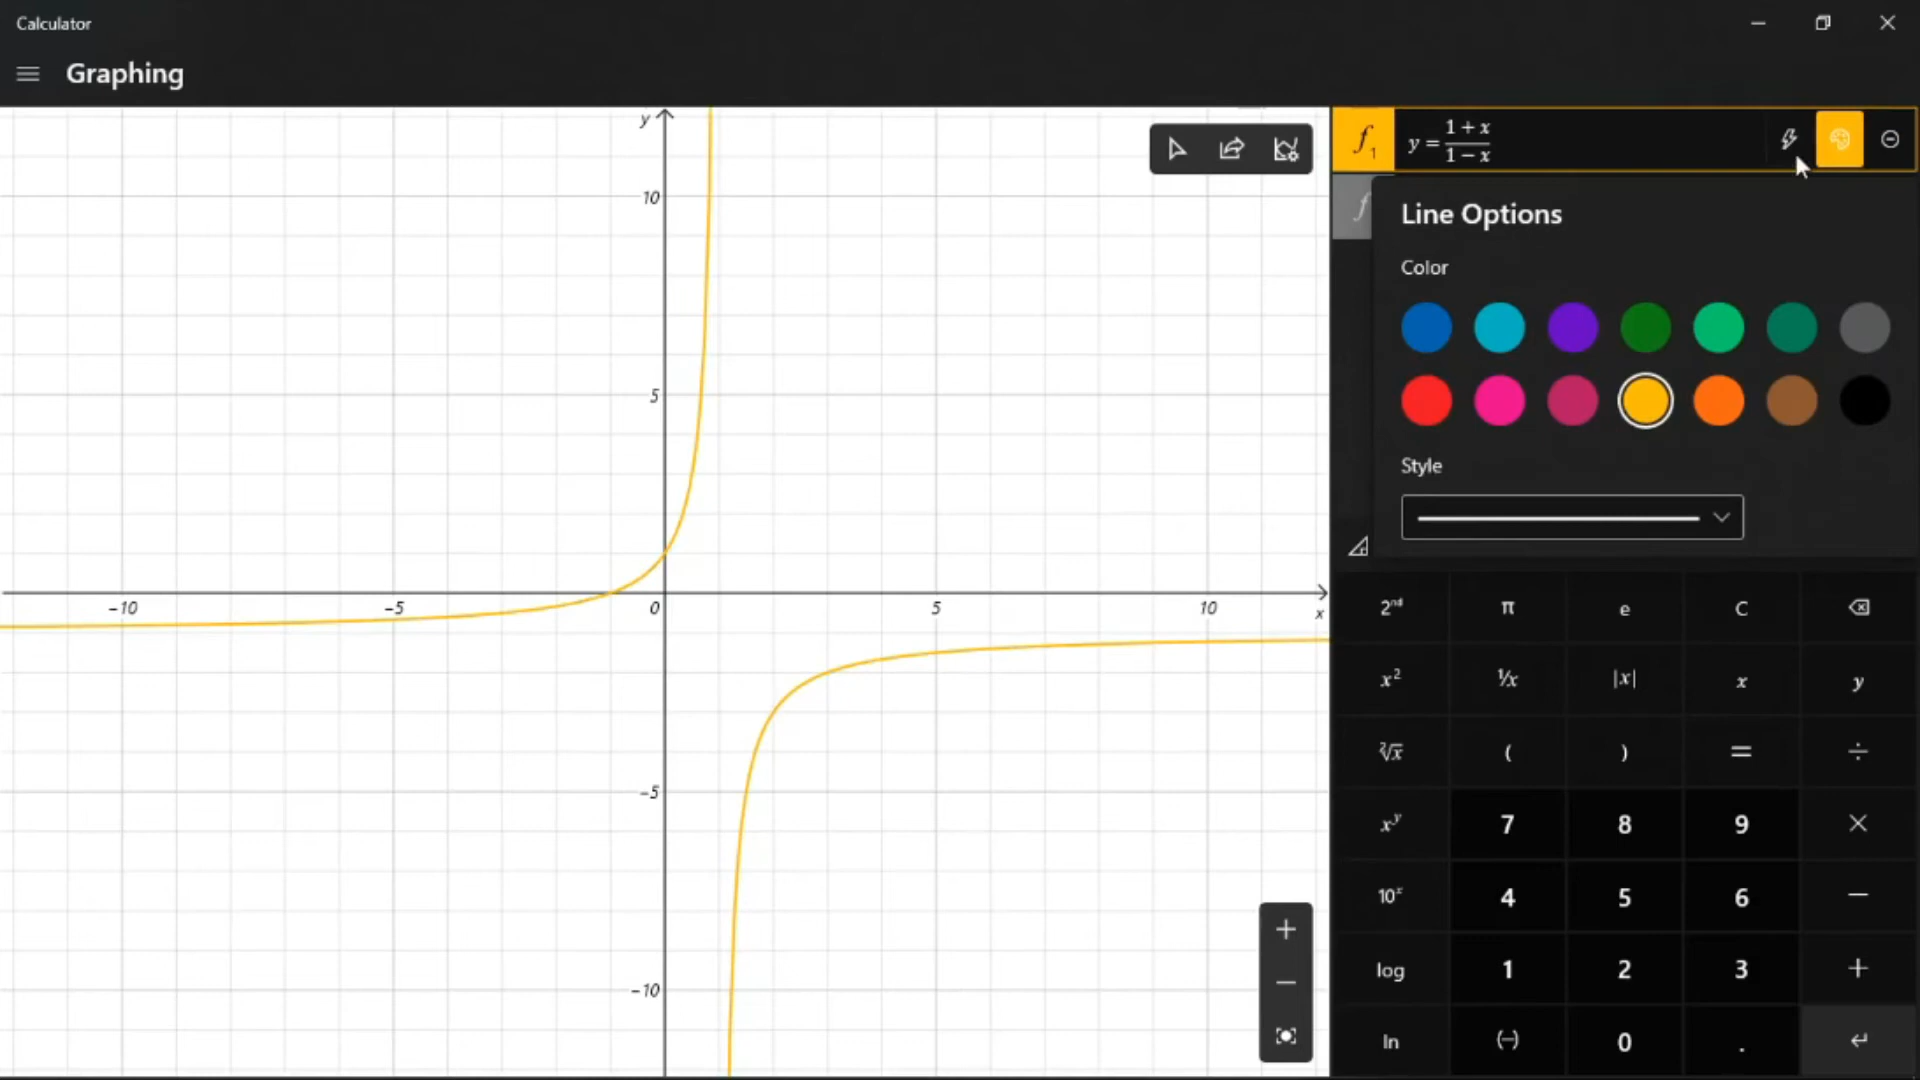 Calculator
Graphing
y
10
5
-10
-5
0
5
10
x
-5
-10
f1
y = (1 + x)/(1 − x)
f
Line Options
Color
Style
2nd π e C
x² ¹/x |x| x y
²√x ( ) = ÷
xʸ 7 8 9 ×
10ˣ 4 5 6 −
log 1 2 3 +
ln (−) 0 .